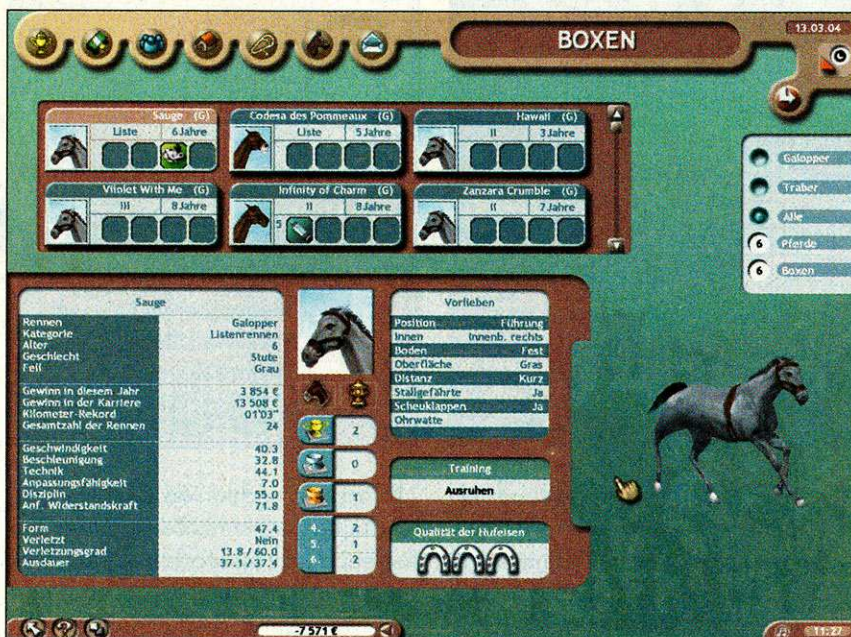 BOXEN
13.03.04
Sauge (G)
Liste 6 Jahre
Codesa des Pommeaux (G)
Liste 5 Jahre
Hawaii (G)
II 3 Jahre
Violet With Me (G)
III 8 Jahre
Infinity of Charm (G)
II 8 Jahre
5
Zanzara Crumble (G)
II 7 Jahre
Galopper
Traber
Alle
6 Pferde
6 Boxen
Sauge
Rennen Galopper
Kategorie Listenrennen
Alter 6
Geschlecht Stute
Fell Grau
Gewinn in diesem Jahr 3 854 €
Gewinn in der Karriere 13 508 €
Kilometer-Rekord 01'03"
Gesamtzahl der Rennen 24
Geschwindigkeit 40.3
Beschleunigung 32.8
Technik 44.1
Anpassungsfähigkeit 7.0
Disziplin 55.0
Anf. Widerstandskraft 71.8
Form 47.4
Verletzt Nein
Verletzungsgrad 13.8 / 60.0
Ausdauer 37.1 / 37.4
2
0
1
4. 2
5. 1
6. 2
Vorlieben
Position Führung
Innen Innenb. rechts
Boden Fest
Oberfläche Gras
Distanz Kurz
Stallgefährte Ja
Scheuklappen Ja
Ohrwatte
Training
Ausruhen
Qualität der Hufeisen
-7 571 €
11:27